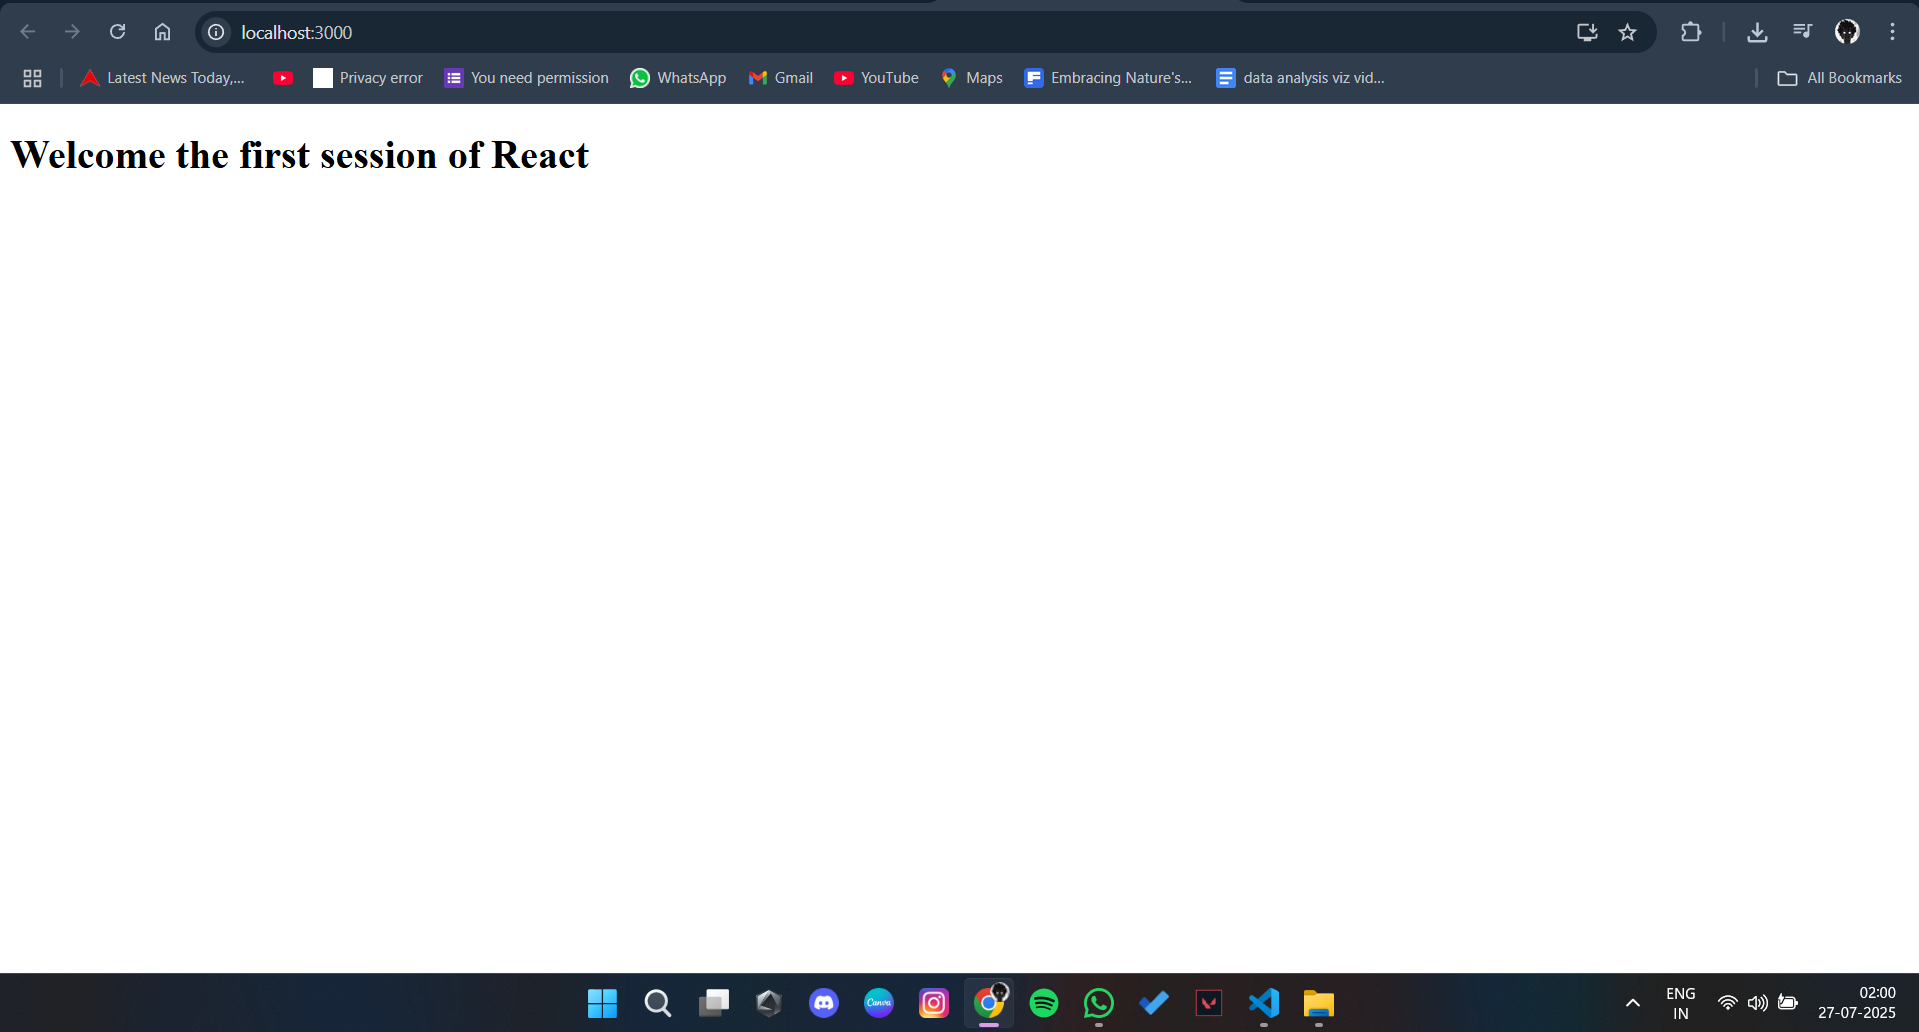 localhost:3000
Latest News Today,... Privacy error You need permission WhatsApp Gmail YouTube Maps Embracing Nature's... data analysis viz vid... All Bookmarks
Welcome the first session of React
Canva
ENG
IN
02:00
27-07-2025